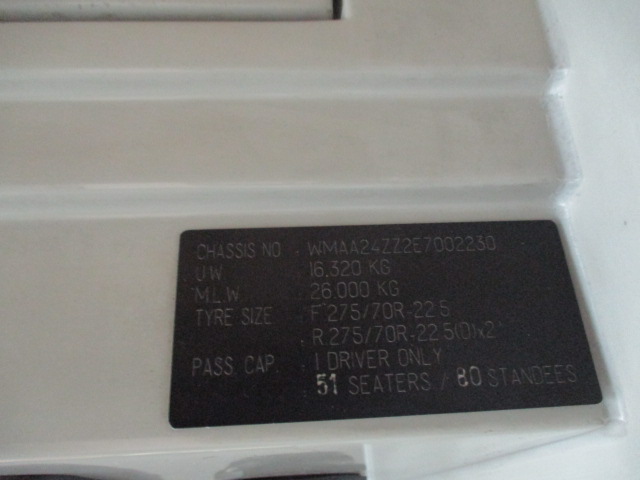 CHASSIS NO WMAA24ZZ2E7002230
U.W 16,320 KG
M.L.W 26,000 KG
TYRE SIZE F 275/70R-22.5
R 275/70R-22.5(D)x2
PASS. CAP. 1 DRIVER ONLY
51 SEATERS / 80 STANDEES